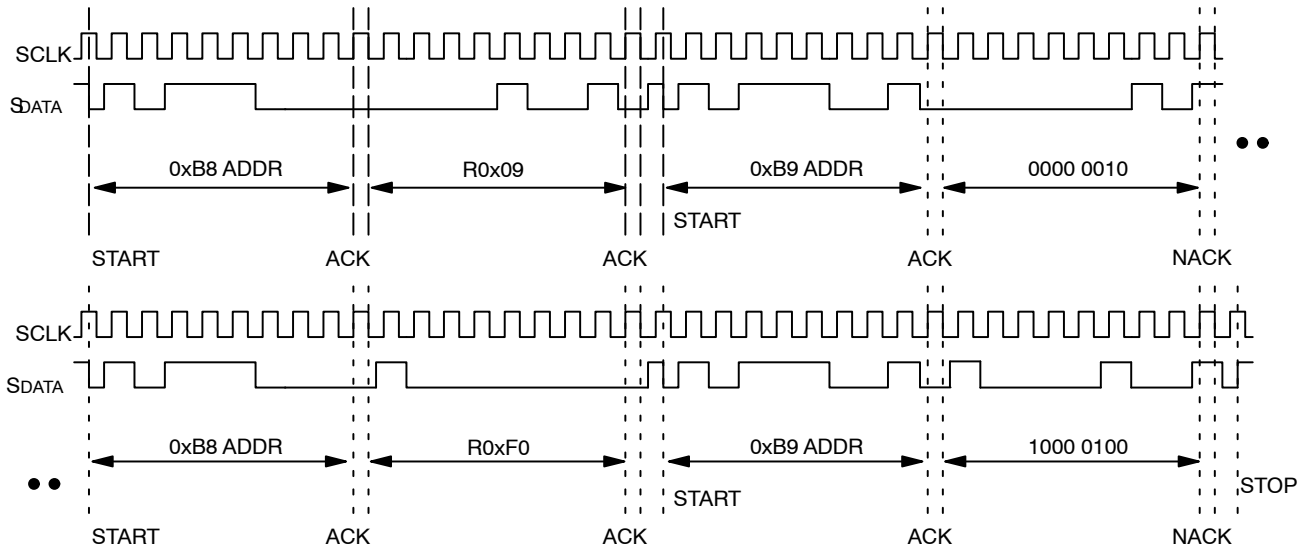 SCLK
SDATA
0xB8 ADDR
R0x09
0xB9 ADDR
0000 0010
START
START
ACK
ACK
ACK
NACK
SCLK
SDATA
0xB8 ADDR
R0xF0
0xB9 ADDR
1000 0100
START
STOP
START
ACK
ACK
ACK
NACK